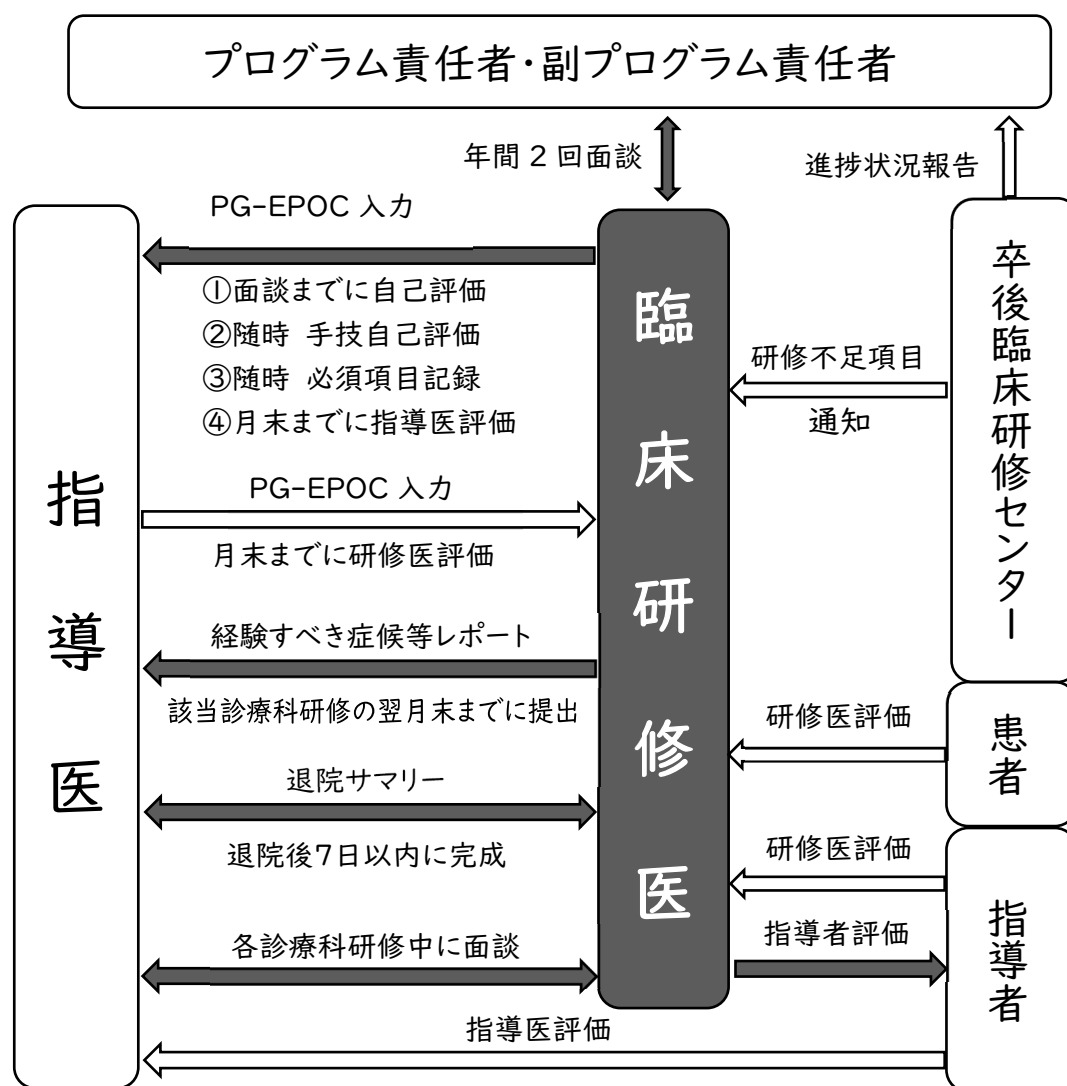 プログラム責任者・副プログラム責任者
年間２回面談
進捗状況報告
指導医
PG-EPOC 入力
①面談までに自己評価
②随時 手技自己評価
③随時 必須項目記録
④月末までに指導医評価
PG-EPOC 入力
月末までに研修医評価
経験すべき症候等レポート
該当診療科研修の翌月末までに提出
退院サマリー
退院後7日以内に完成
各診療科研修中に面談
指導医評価
臨床研修医
研修不足項目
通知
研修医評価
研修医評価
指導者評価
卒後臨床研修センター
患者
指導者